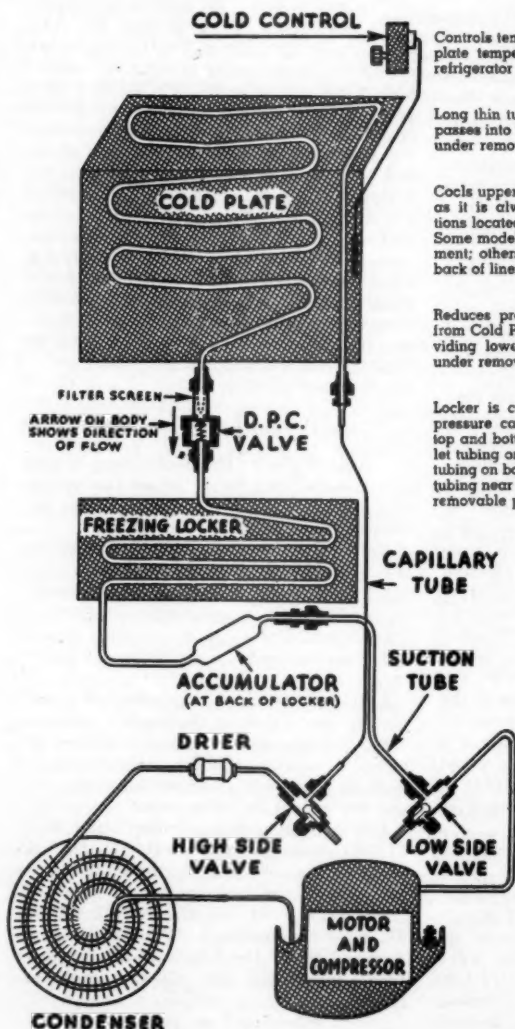 COLD CONTROL
Controls tem
plate tempe
refrigerator
Long thin tu
passes into
under remo
COLD PLATE
Cools upper
as it is alw
tions located
Some mode
ment; other
back of line
Reduces pr
from Cold P
viding lowe
under remov
FILTER SCREEN
ARROW ON BODY
SHOWS DIRECTION
OF FLOW
D.P.C.
VALVE
Locker is c
pressure ca
top and bott
let tubing or
tubing on bo
tubing near
removable p
FREEZING LOCKER
CAPILLARY
TUBE
ACCUMULATOR
(AT BACK OF LOCKER)
SUCTION
TUBE
DRIER
HIGH SIDE
VALVE
LOW SIDE
VALVE
MOTOR
AND
COMPRESSOR
CONDENSER